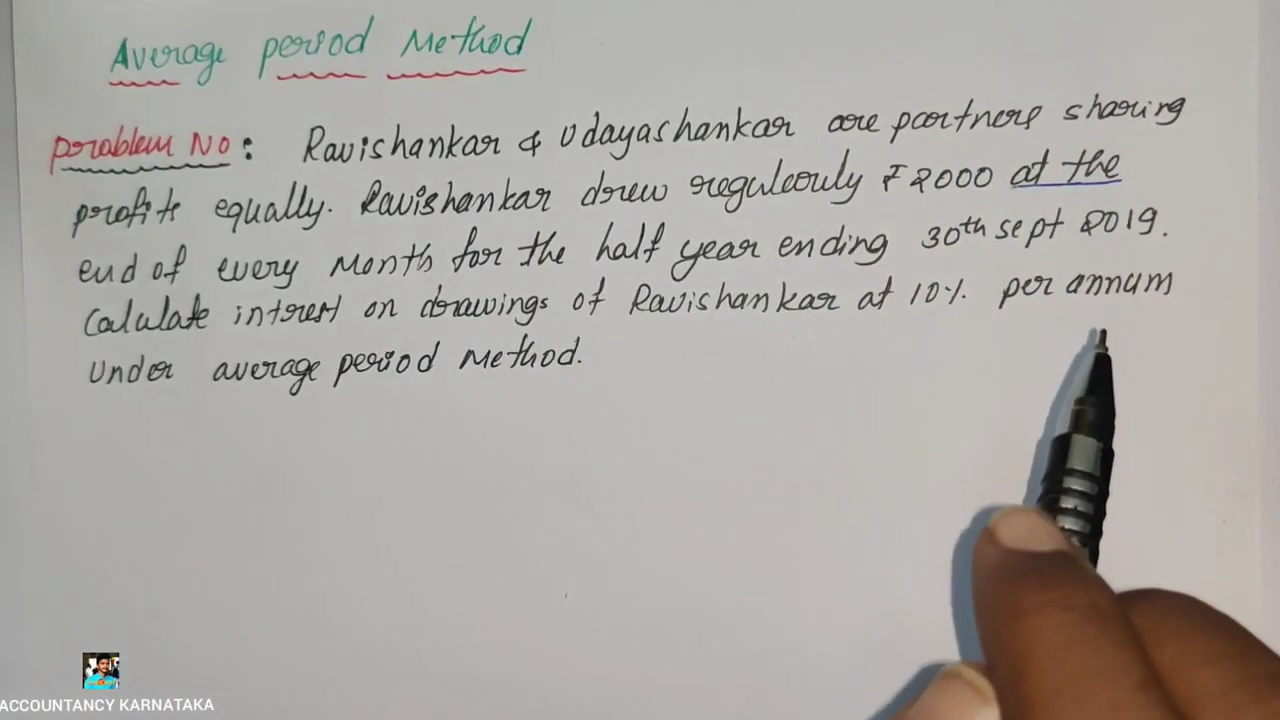 Average period Method
problem No: Ravishankar & Udayashankar are partners sharing
profits equally. Ravishankar drew regularly ₹2000 at the
end of every Month for the half year ending 30th sept 2019.
Calulate interest on drawings of Ravishankar at 10% per annum
under average period Method.
ACCOUNTANCY KARNATAKA